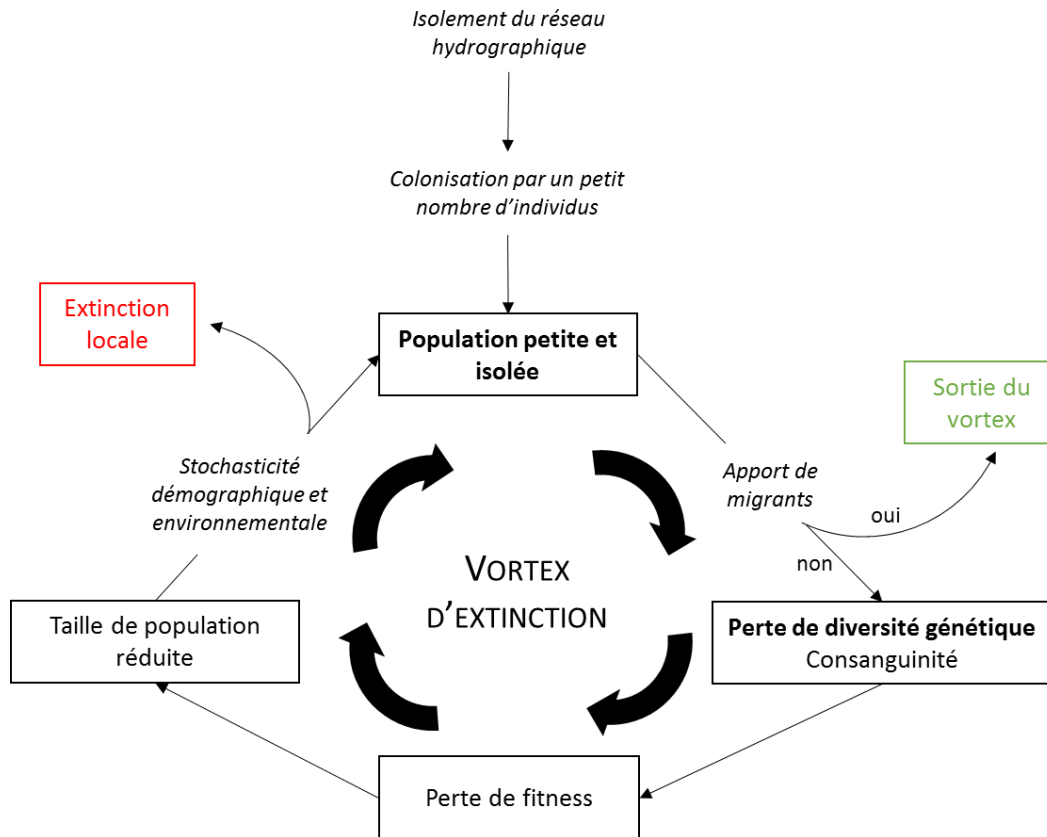 Isolement du réseau
hydrographique
Colonisation par un petit
nombre d'individus
Extinction
locale
Population petite et
isolée
Sortie du
vortex
Stochasticité
démographique et
environnementale
Apport de
migrants
oui
non
VORTEX
D'EXTINCTION
Taille de population
réduite
Perte de diversité génétique
Consanguinité
Perte de fitness